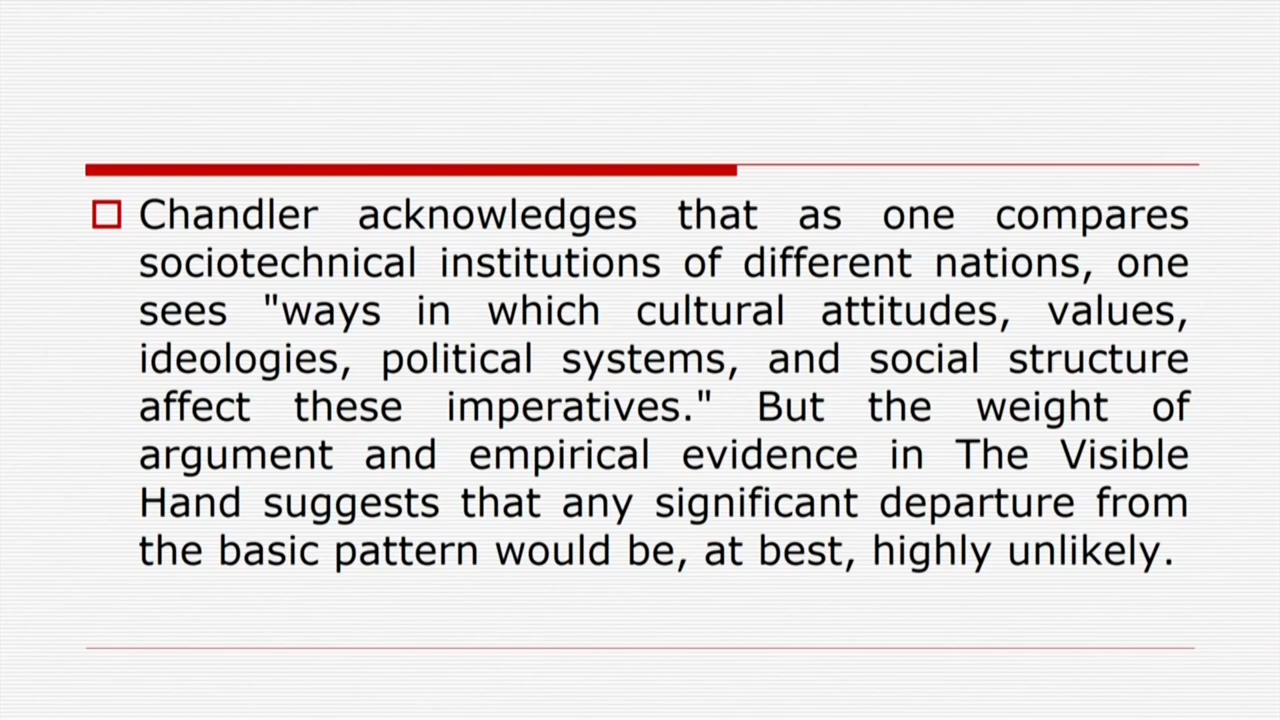 Chandler acknowledges that as one compares
sociotechnical institutions of different nations, one
sees "ways in which cultural attitudes, values,
ideologies, political systems, and social structure
affect these imperatives." But the weight of
argument and empirical evidence in The Visible
Hand suggests that any significant departure from
the basic pattern would be, at best, highly unlikely.